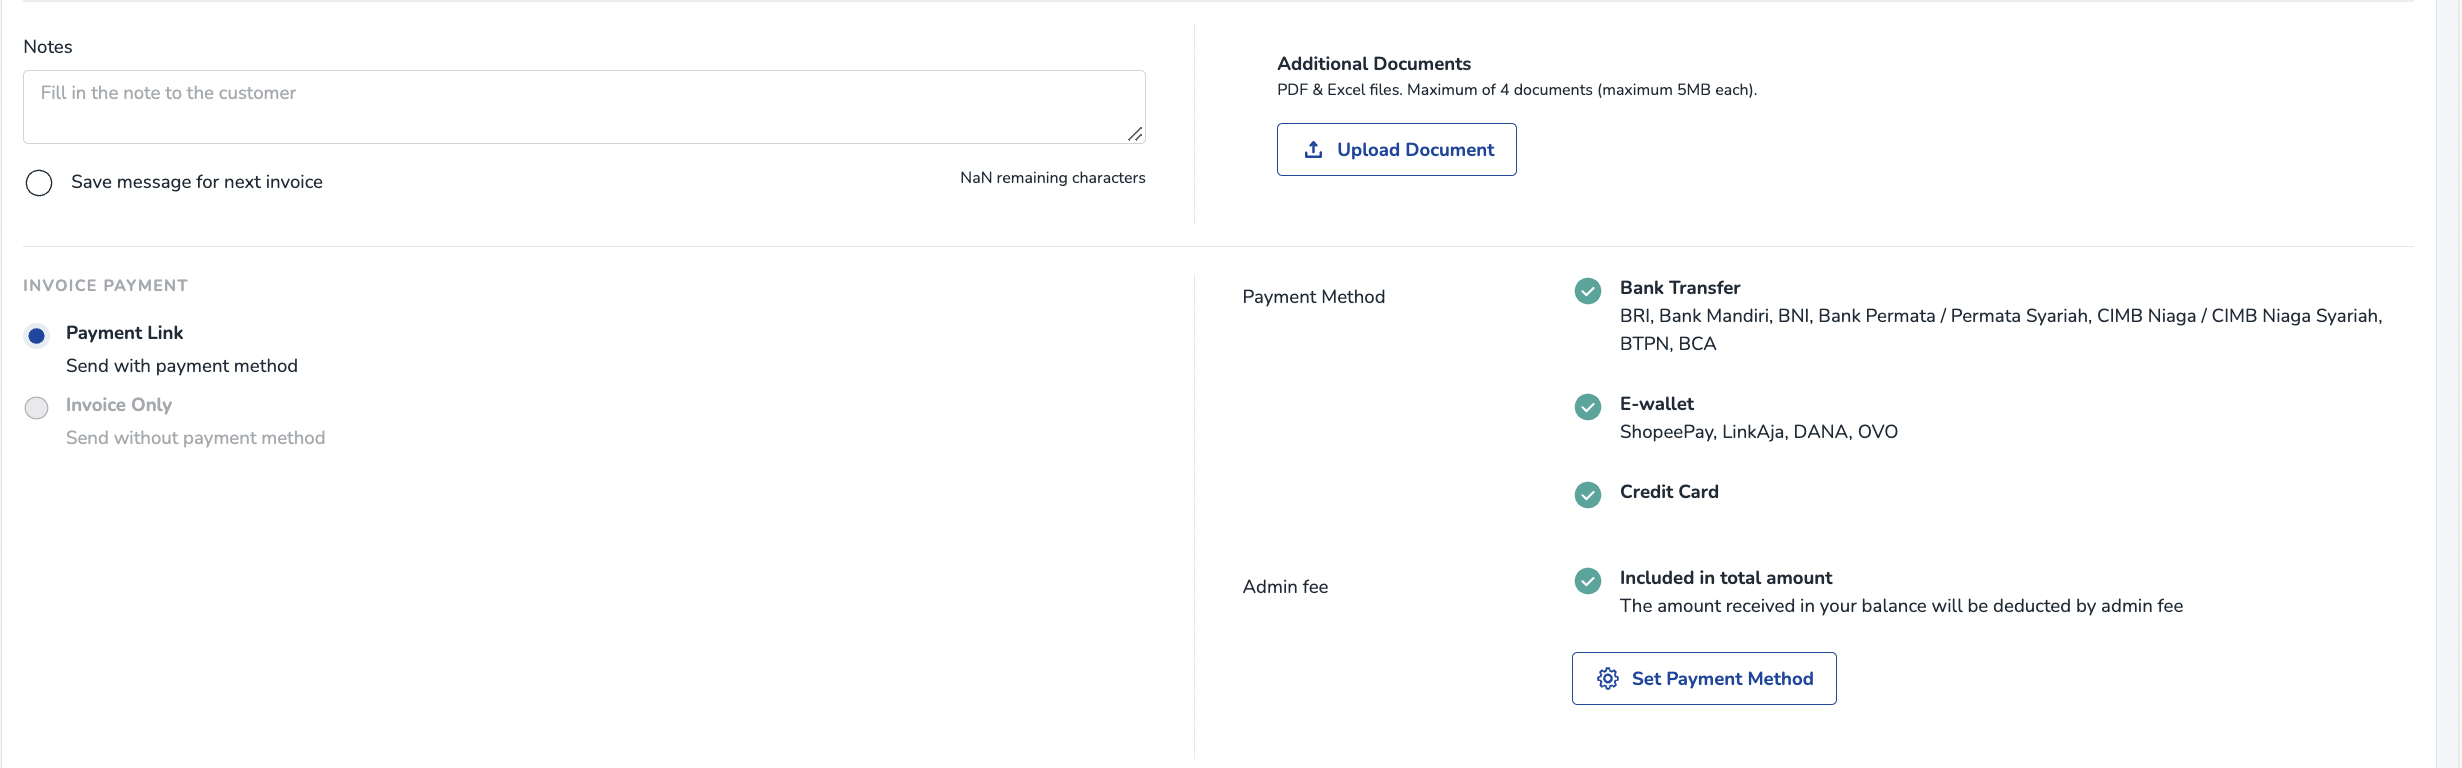 Notes
Fill in the note to the customer
Save message for next invoice
NaN remaining characters
Additional Documents
PDF & Excel files. Maximum of 4 documents (maximum 5MB each).
Upload Document
INVOICE PAYMENT
Payment Link
Send with payment method
Invoice Only
Send without payment method
Payment Method
Bank Transfer
BRI, Bank Mandiri, BNI, Bank Permata / Permata Syariah, CIMB Niaga / CIMB Niaga Syariah,
BTPN, BCA
E-wallet
ShopeePay, LinkAja, DANA, OVO
Credit Card
Admin fee
Included in total amount
The amount received in your balance will be deducted by admin fee
Set Payment Method